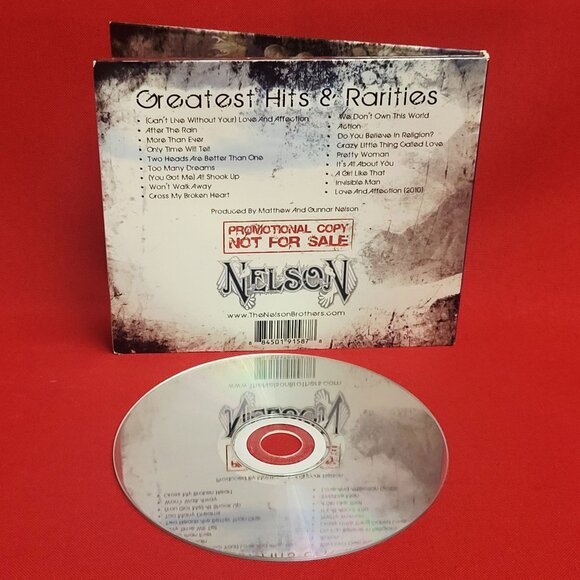 Greatest Hits & Rarities
• (Can't Live Without Your) Love And Affection
• After The Rain
• More Than Ever
• Only Time Will Tell
• Two Heads Are Better Than One
• Too Many Dreams
• (You Got Me) All Shook Up
• Won't Walk Away
• Cross My Broken Heart
• We Don't Own This World
• Action
• Do You Believe In Religion?
• Crazy Little Thing Called Love
• Pretty Woman
• It's All About You
• A Girl Like That
• Invisible Man
• Love And Affection (2010)
Produced By Matthew And Gunnar Nelson
PROMOTIONAL COPY
NOT FOR SALE
NELSON
www.TheNelsonBrothers.com
8 84501 91587 8